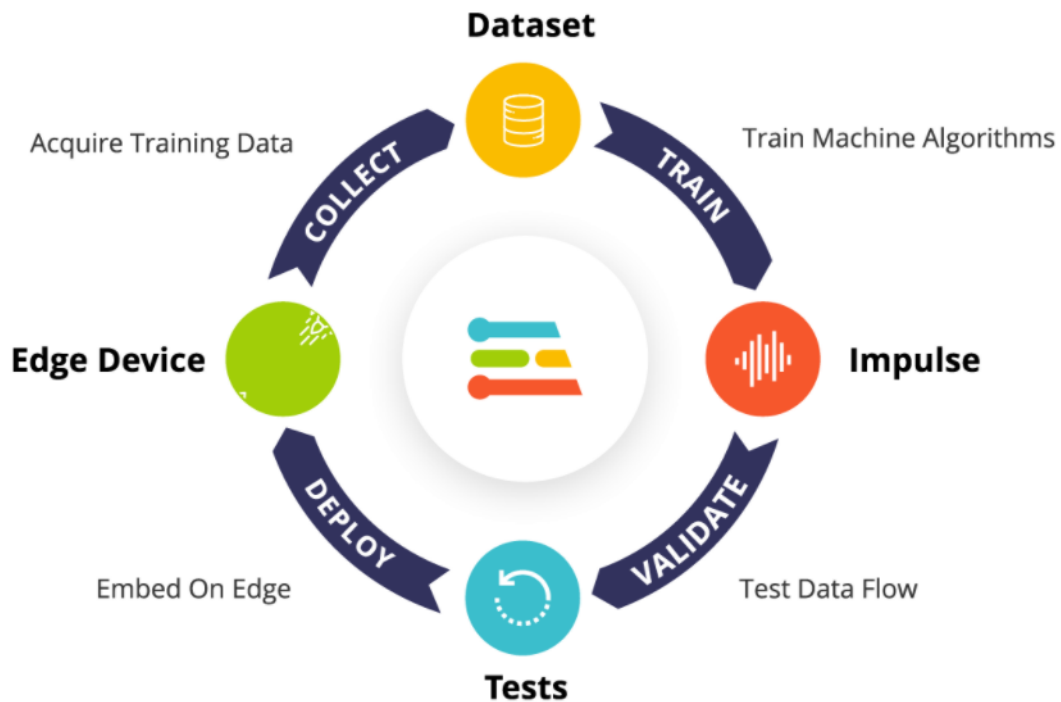 Dataset
Acquire Training Data
COLLECT
TRAIN
Train Machine Algorithms
Edge Device
Impulse
DEPLOY
VALIDATE
Embed On Edge
Test Data Flow
Tests